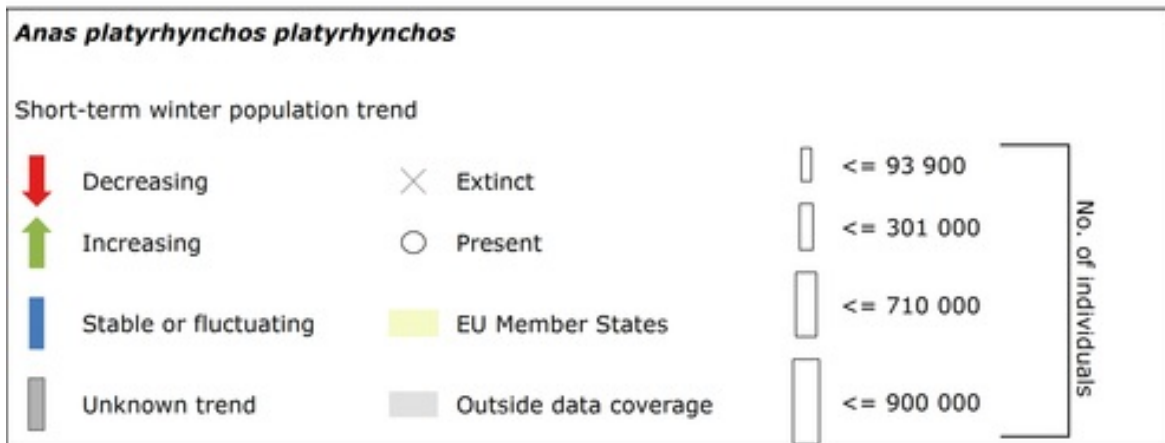 Anas platyrhynchos platyrhynchos
Short-term winter population trend
Decreasing
Increasing
Stable or fluctuating
Unknown trend
Extinct
Present
EU Member States
Outside data coverage
<= 93 900
<= 301 000
<= 710 000
<= 900 000
No. of individuals